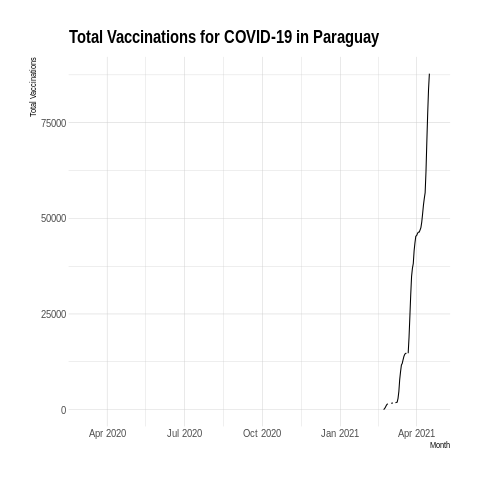 Total Vaccinations for COVID-19 in Paraguay
Total Vaccinations
75000
50000
25000
0
Apr 2020 Jul 2020 Oct 2020 Jan 2021 Apr 2021
Month